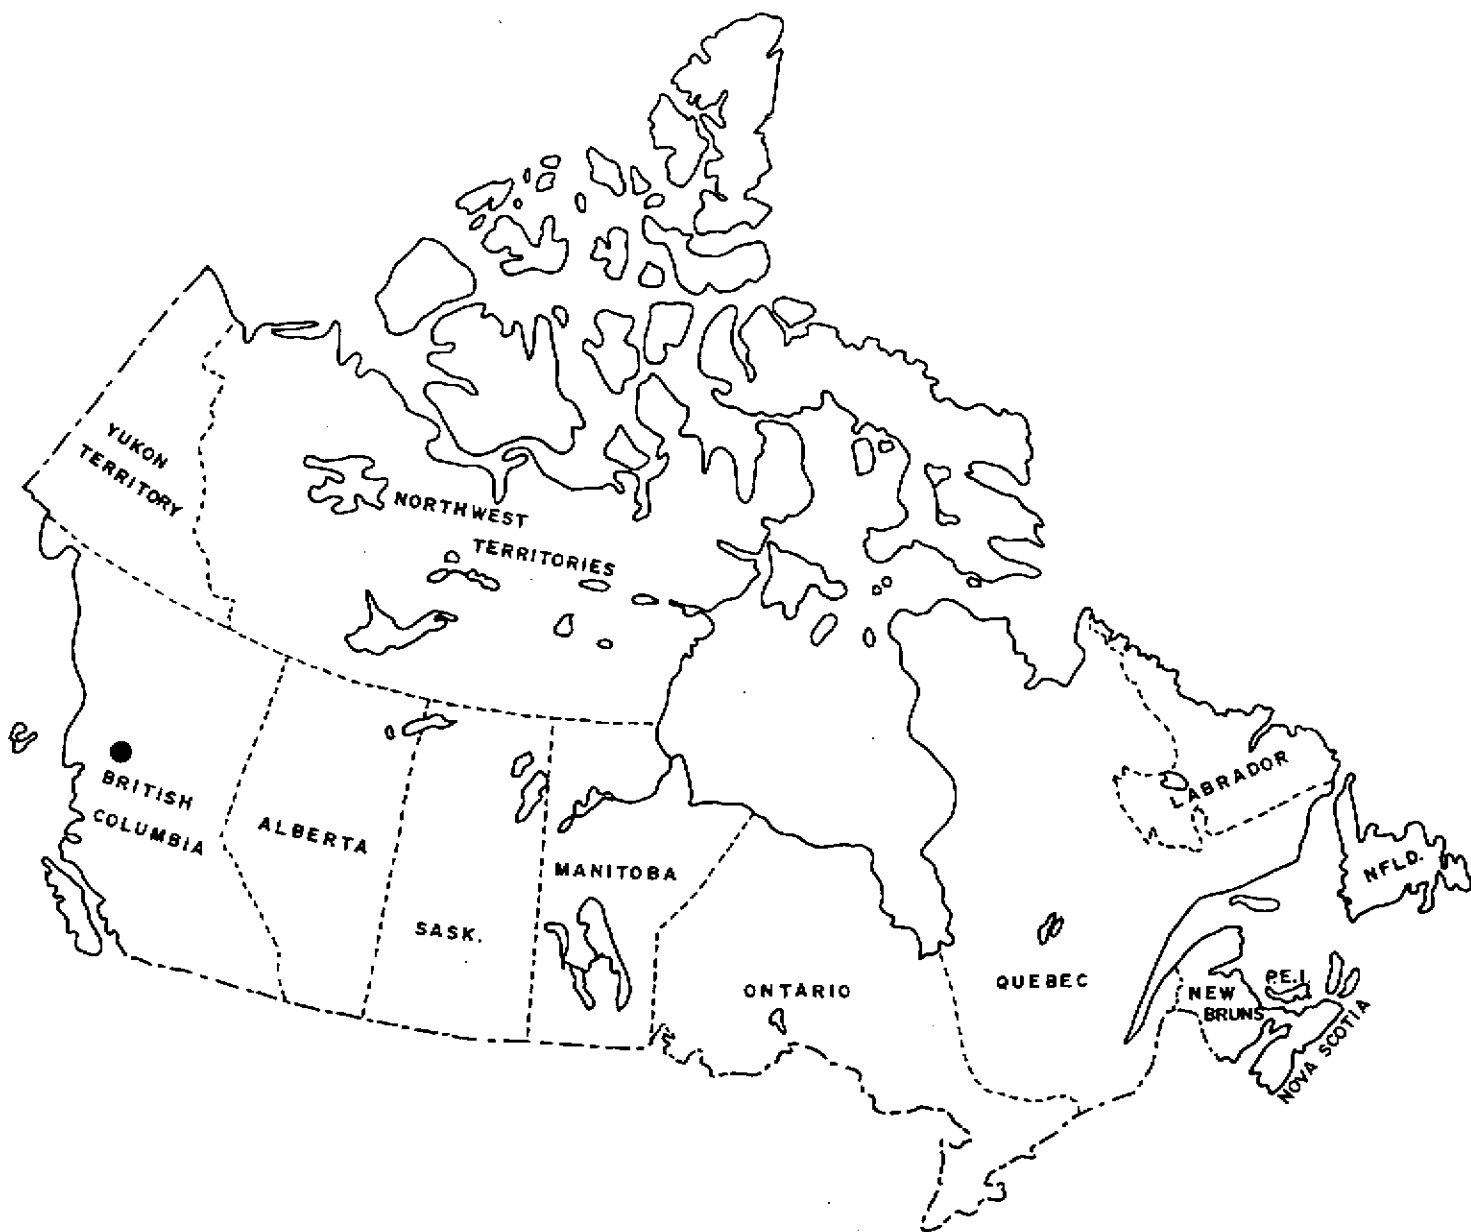 YUKON
TERRITORY
NORTHWEST
TERRITORIES
BRITISH
COLUMBIA
ALBERTA
SASK.
MANITOBA
ONTARIO
QUEBEC
LABRADOR
NFLD.
P.E.I.
NEW
BRUNS
NOVA SCOTIA